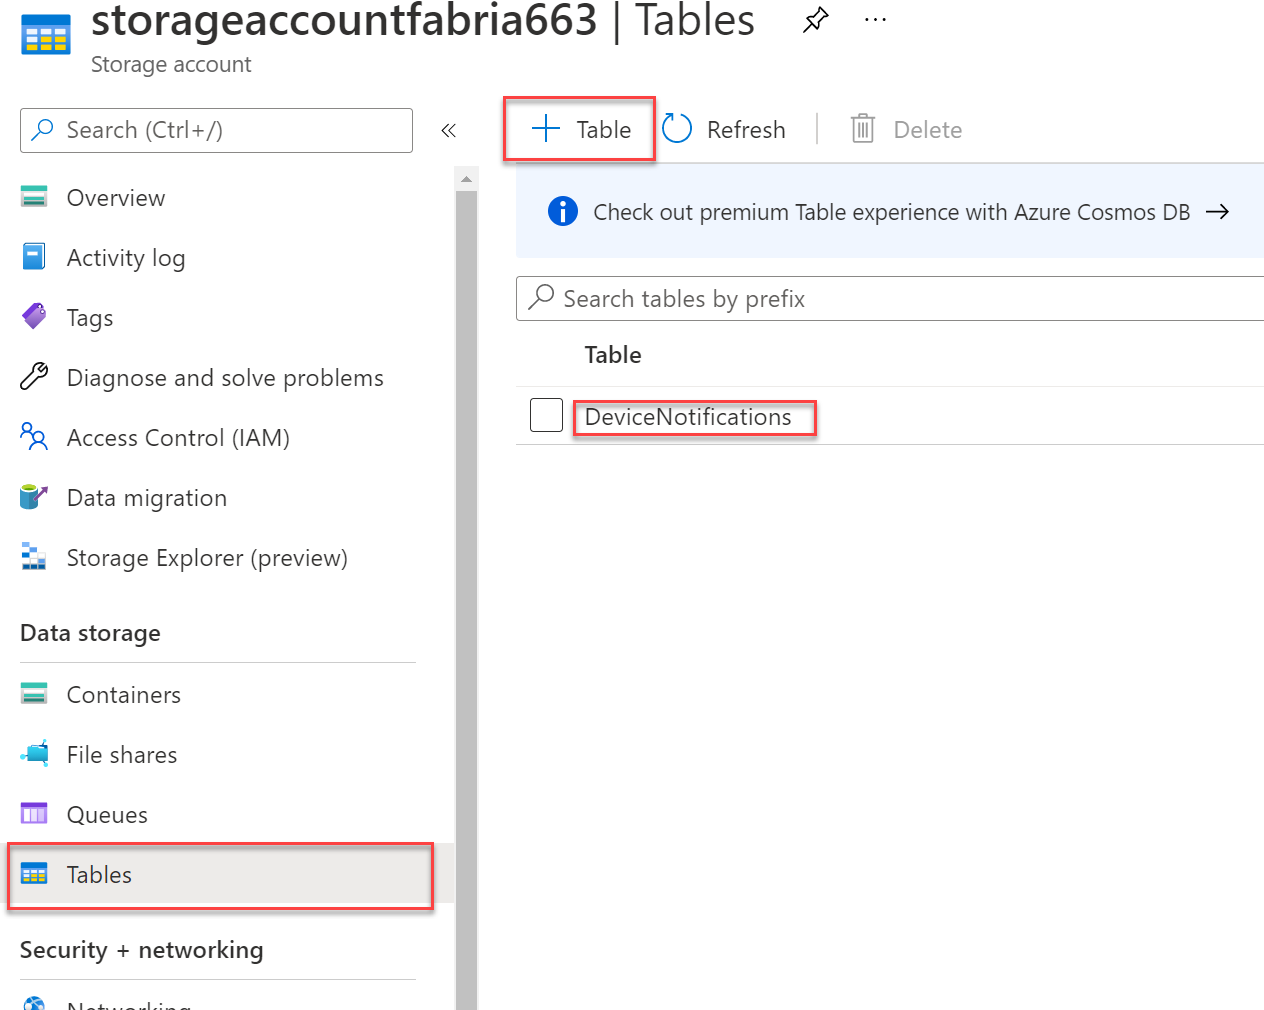 storageaccountfabria663 | Tables
Storage account
Search (Ctrl+/)
Overview
Activity log
Tags
Diagnose and solve problems
Access Control (IAM)
Data migration
Storage Explorer (preview)
Data storage
Containers
File shares
Queues
Tables
Security + networking
Networking
Table
Refresh
Delete
Check out premium Table experience with Azure Cosmos DB
Search tables by prefix
Table
DeviceNotifications